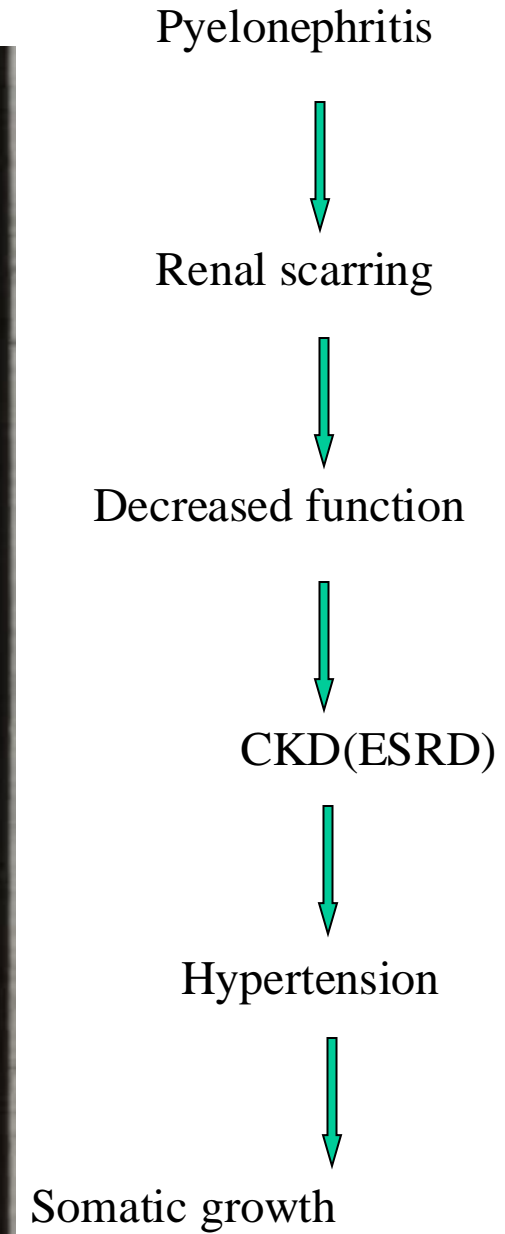 Pyelonephritis
Renal scarring
Decreased function
CKD(ESRD)
Hypertension
Somatic growth